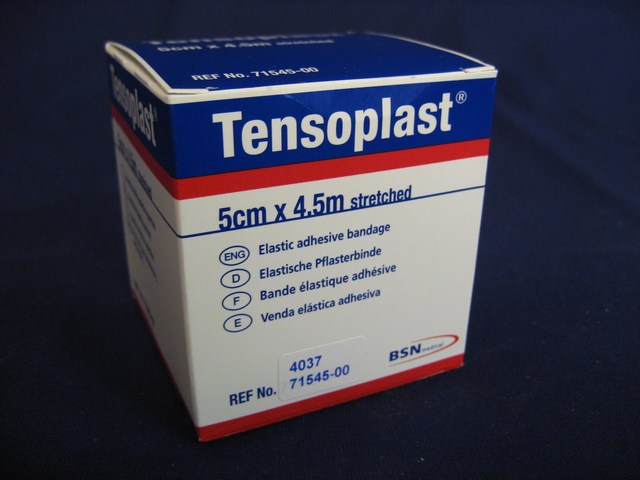 Tensoplast
5cm x 4.5m stretched
REF No. 71545-00
Tensoplast®
5cm x 4.5m stretched
ENG Elastic adhesive bandage
D Elastische Pflasterbinde
F Bande élastique adhésive
E Venda elástica adhesiva
4037
REF No. 71545-00
BSN medical